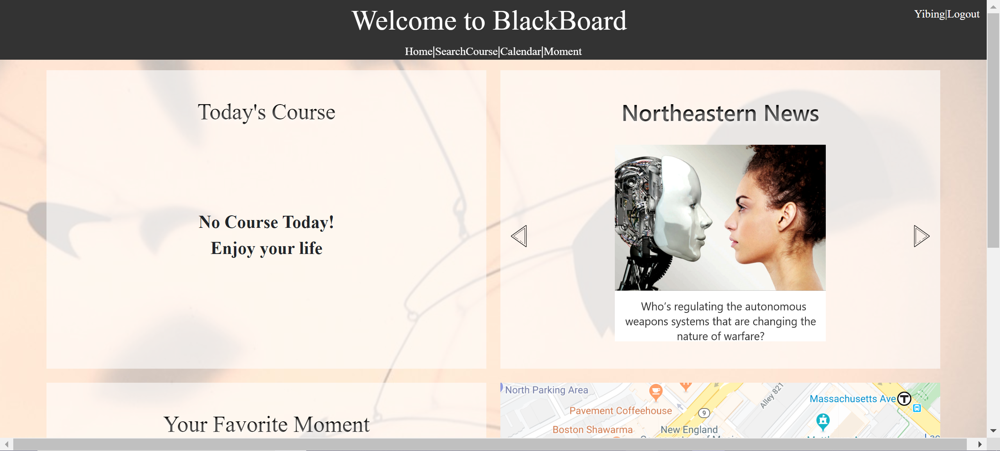 Welcome to BlackBoard
Yibing|Logout
Home|SearchCourse|Calendar|Moment
Today's Course
No Course Today!
Enjoy your life
Northeastern News
Who’s regulating the autonomous
weapons systems that are changing the
nature of warfare?
Your Favorite Moment
North Parking Area
Pavement Coffeehouse
Boston Shawarma
9
New England
Alley 821
Massachusetts Ave
T